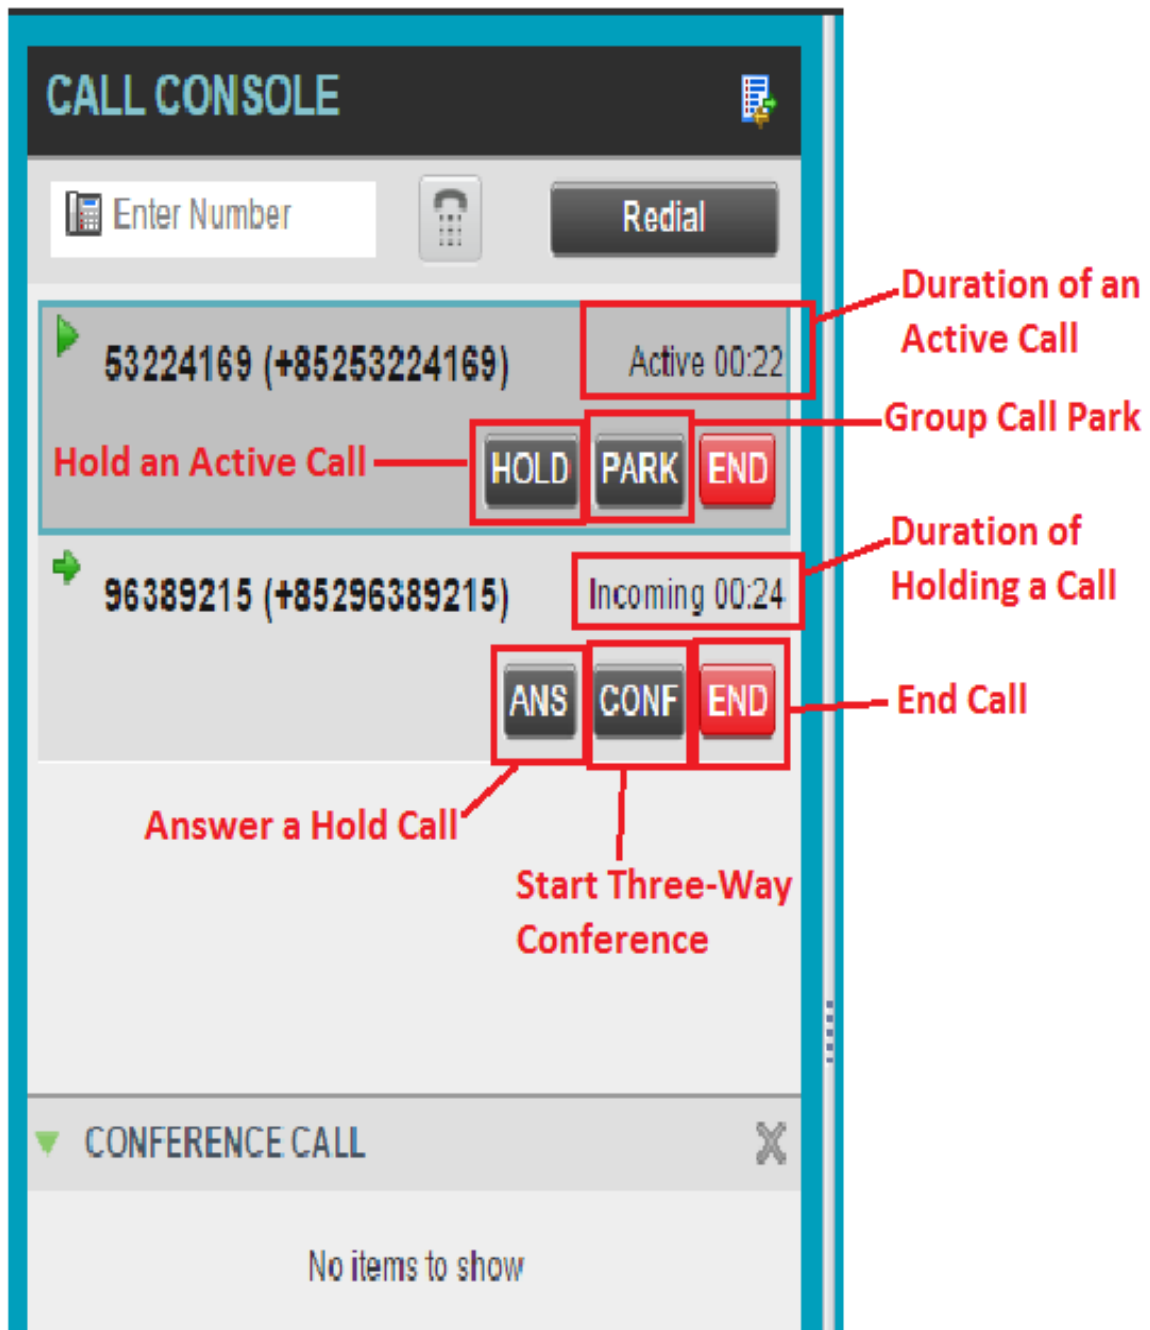 CALL CONSOLE
Enter Number
Redial
Duration of an
Active Call
53224169 (+85253224169)
Active 00:22
Group Call Park
Hold an Active Call
HOLD
PARK
END
Duration of
Holding a Call
96389215 (+85296389215)
Incoming 00:24
ANS
CONF
END
End Call
Answer a Hold Call
Start Three-Way
Conference
CONFERENCE CALL
No items to show